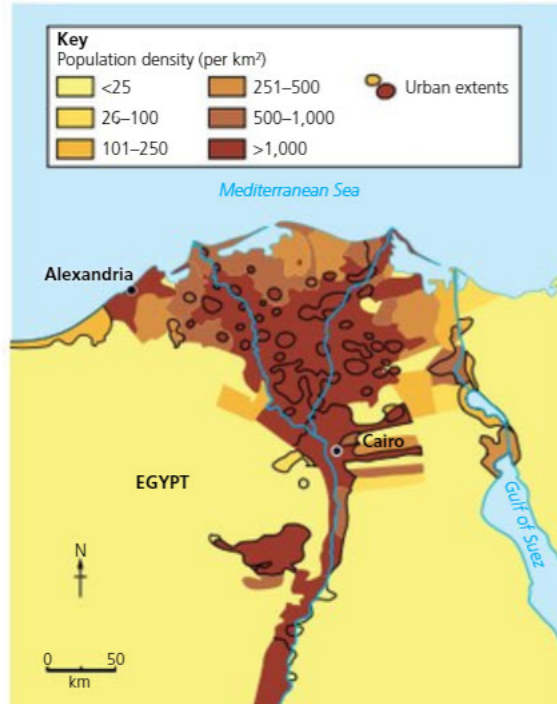 Key
Population density (per km²)
<25
26–100
101–250
251–500
500–1,000
>1,000
Urban extents
Mediterranean Sea
Alexandria
Cairo
EGYPT
Gulf of Suez
N
0 50
km